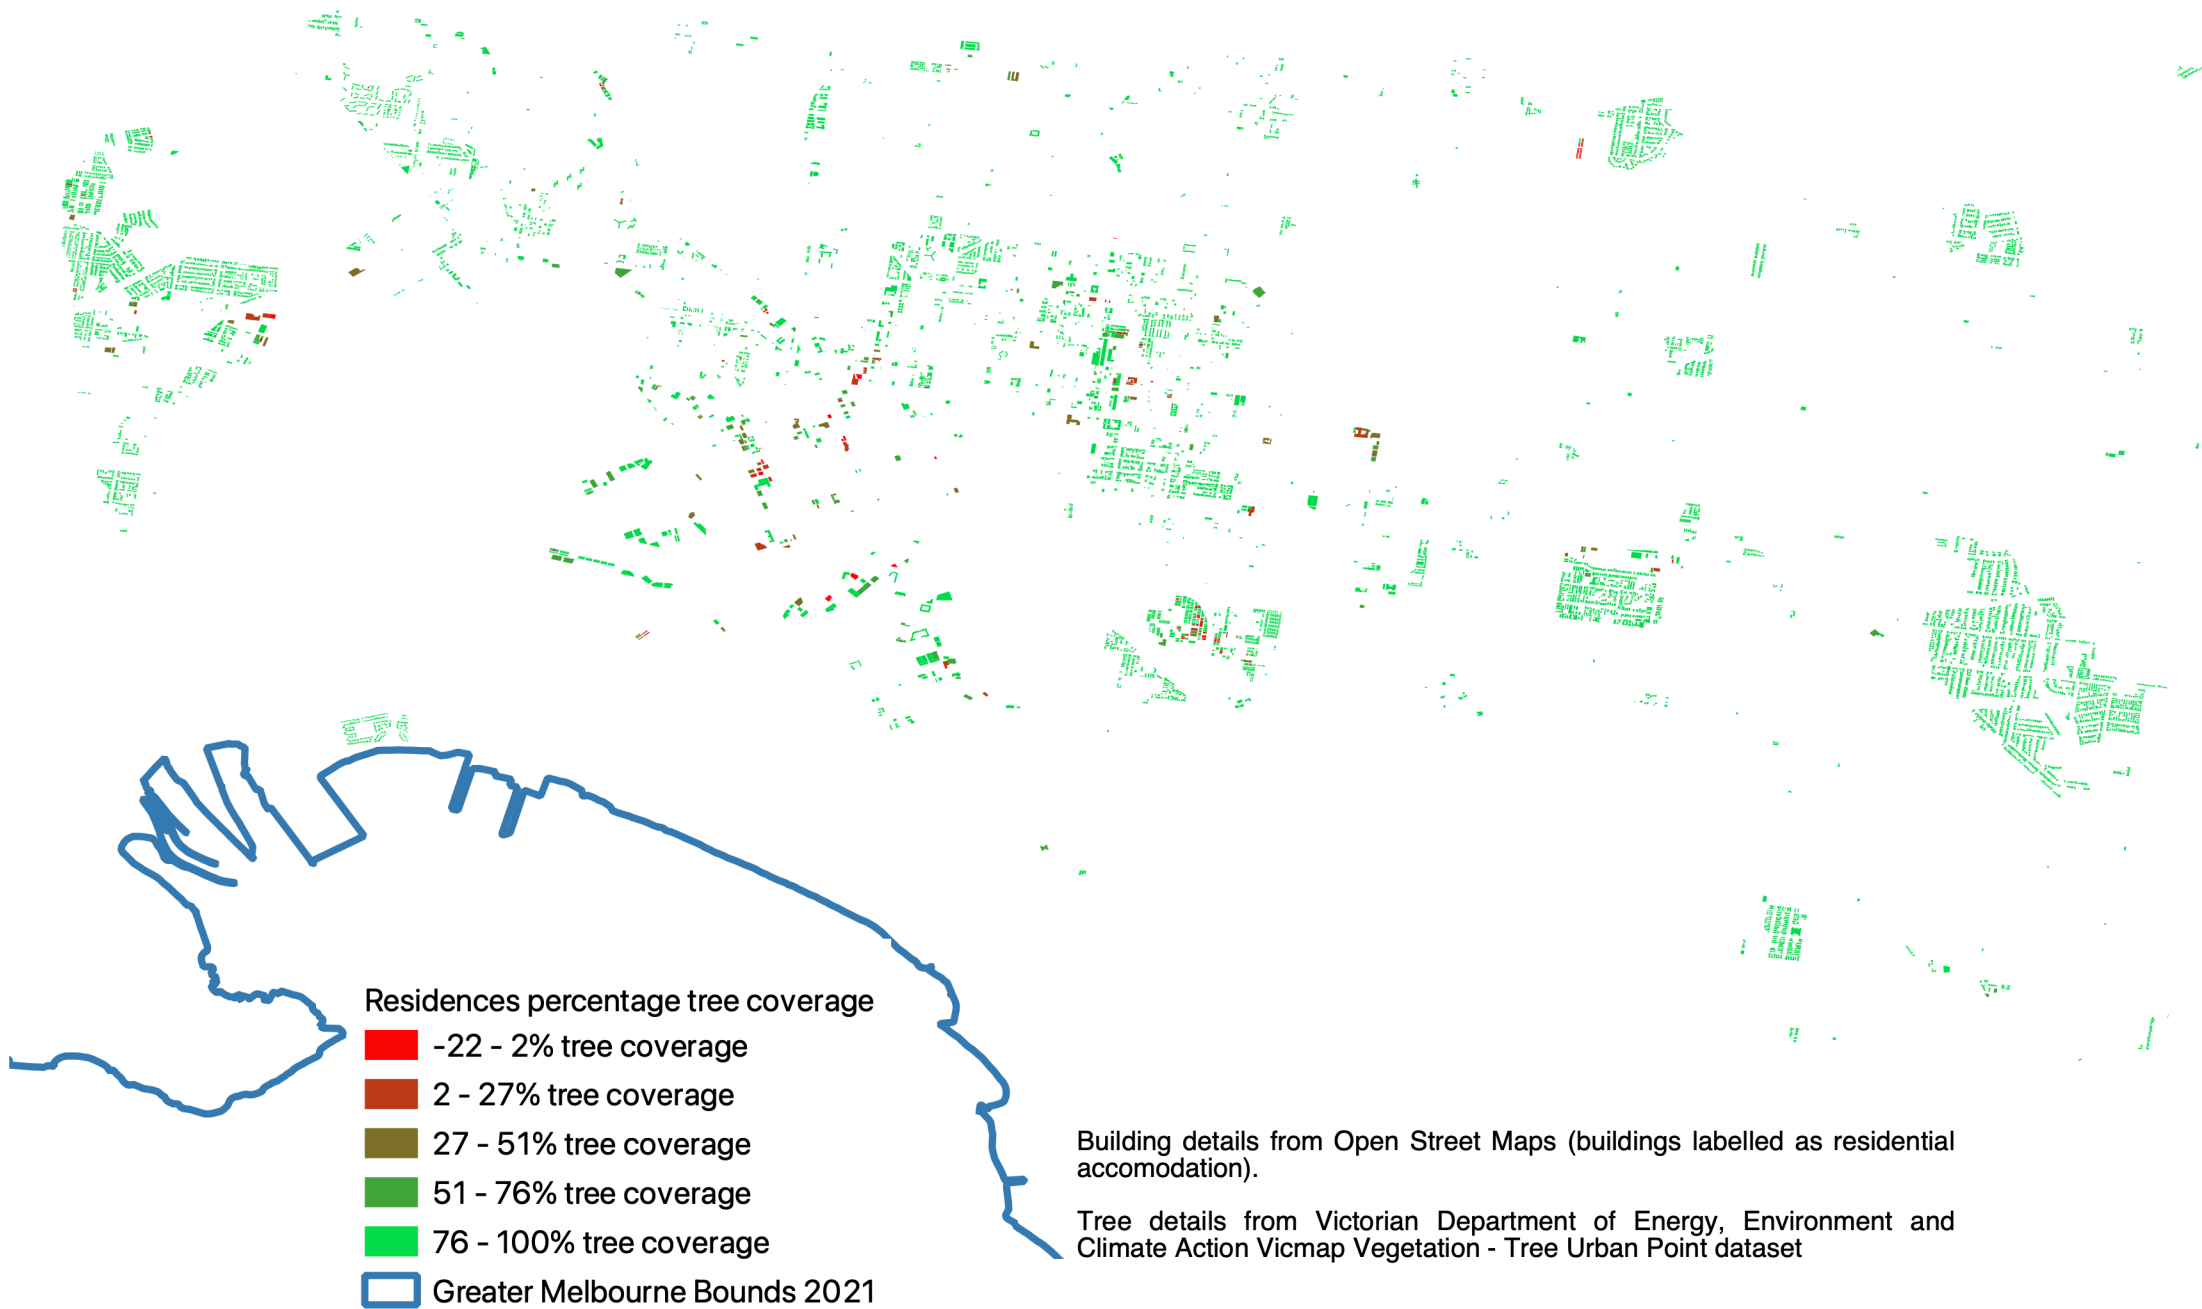 Residences percentage tree coverage
-22 - 2% tree coverage
2 - 27% tree coverage
27 - 51% tree coverage
51 - 76% tree coverage
76 - 100% tree coverage
Greater Melbourne Bounds 2021
Building details from Open Street Maps (buildings labelled as residential
accomodation).
Tree details from Victorian Department of Energy, Environment and
Climate Action Vicmap Vegetation - Tree Urban Point dataset